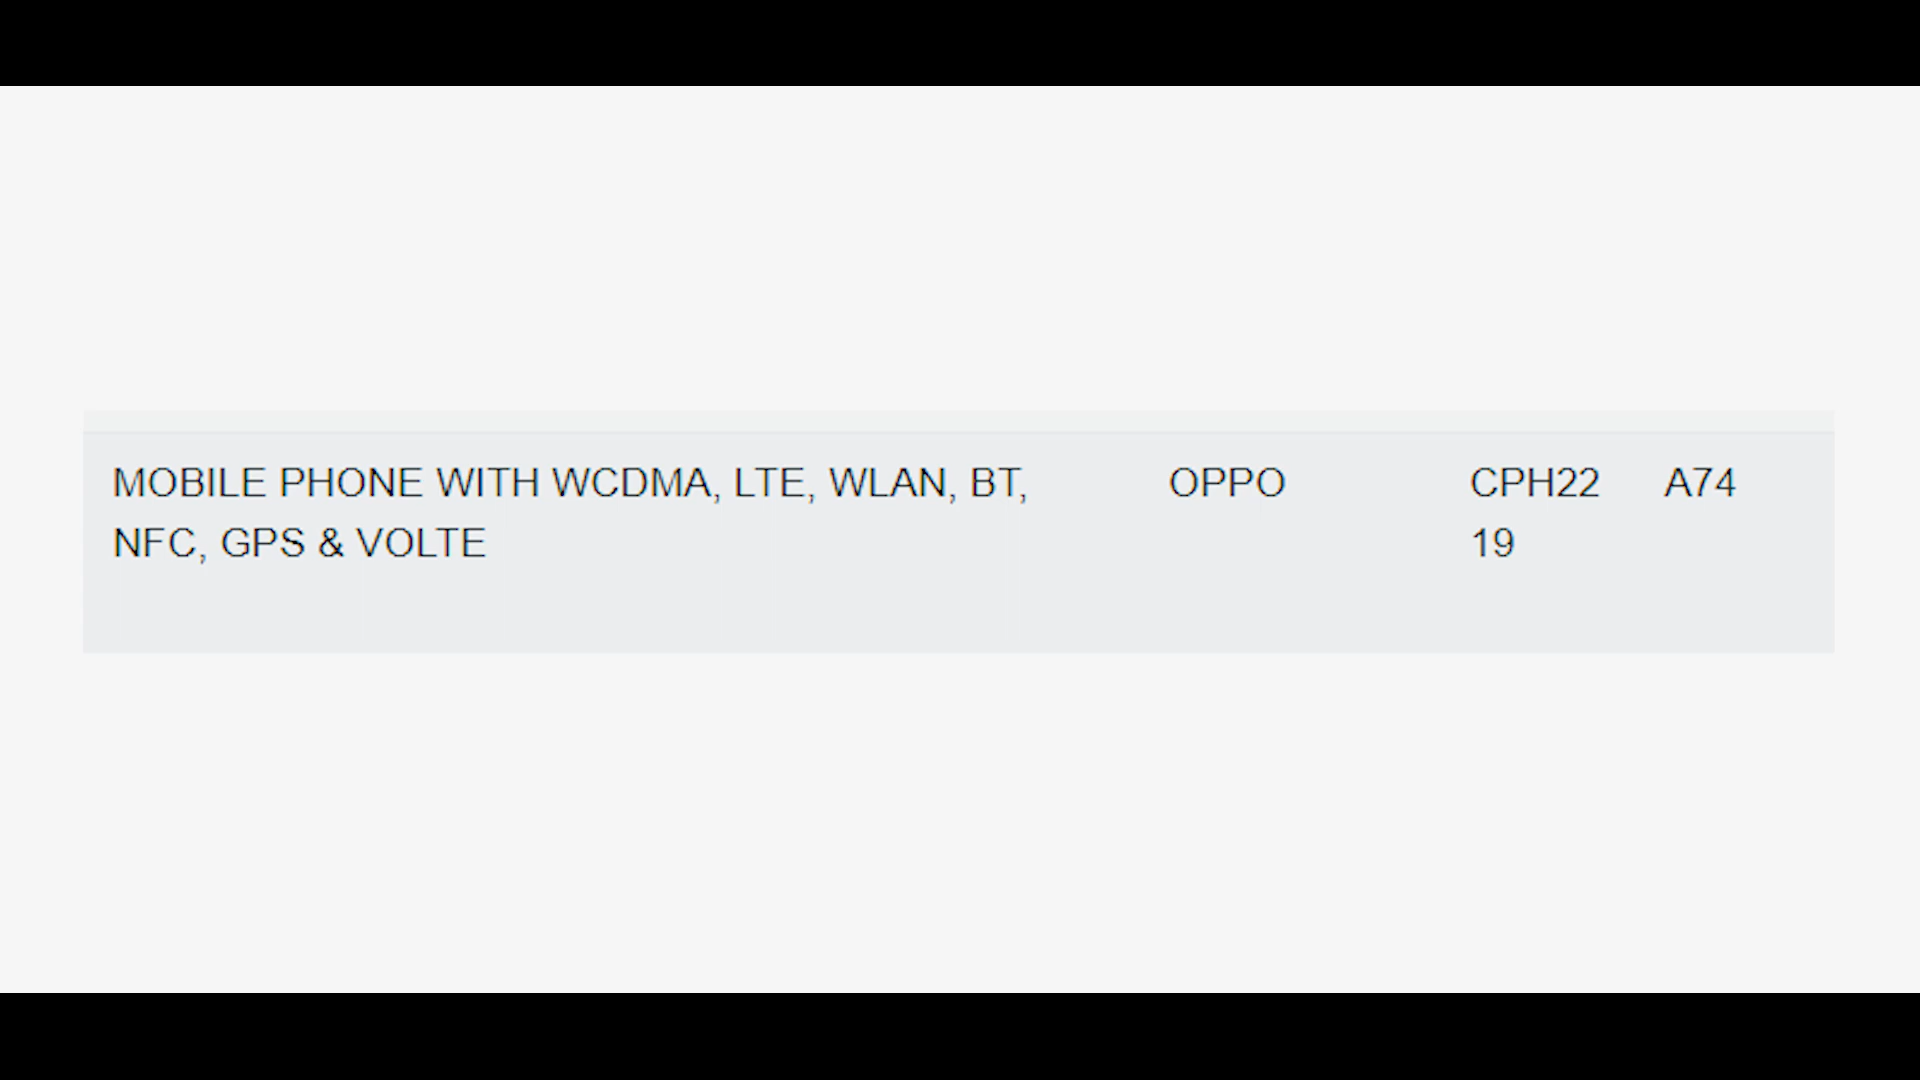 MOBILE PHONE WITH WCDMA, LTE, WLAN, BT, OPPO CPH22 A74
NFC, GPS & VOLTE 19